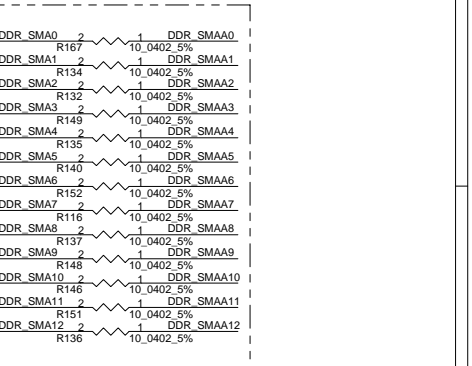 DDR_SMA0 2 1 DDR_SMAA0
R167 10_0402_5%
DDR_SMA1 2 1 DDR_SMAA1
R134 10_0402_5%
DDR_SMA2 2 1 DDR_SMAA2
R132 10_0402_5%
DDR_SMA3 2 1 DDR_SMAA3
R149 10_0402_5%
DDR_SMA4 2 1 DDR_SMAA4
R135 10_0402_5%
DDR_SMA5 2 1 DDR_SMAA5
R140 10_0402_5%
DDR_SMA6 2 1 DDR_SMAA6
R152 10_0402_5%
DDR_SMA7 2 1 DDR_SMAA7
R116 10_0402_5%
DDR_SMA8 2 1 DDR_SMAA8
R137 10_0402_5%
DDR_SMA9 2 1 DDR_SMAA9
R148 10_0402_5%
DDR_SMA10 2 1 DDR_SMAA10
R146 10_0402_5%
DDR_SMA11 2 1 DDR_SMAA11
R151 10_0402_5%
DDR_SMA12 2 1 DDR_SMAA12
R136 10_0402_5%